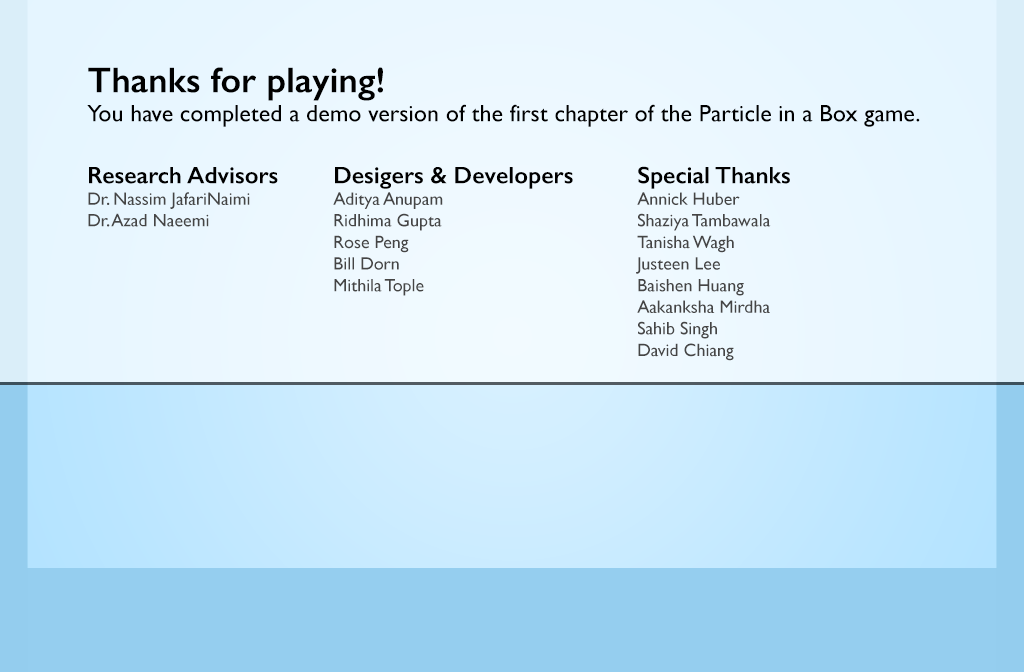 Thanks for playing!
You have completed a demo version of the first chapter of the Particle in a Box game.
Research Advisors
Dr. Nassim JafariNaimi
Dr. Azad Naeemi
Desigers & Developers
Aditya Anupam
Ridhima Gupta
Rose Peng
Bill Dorn
Mithila Tople
Special Thanks
Annick Huber
Shaziya Tambawala
Tanisha Wagh
Justeen Lee
Baishen Huang
Aakanksha Mirdha
Sahib Singh
David Chiang